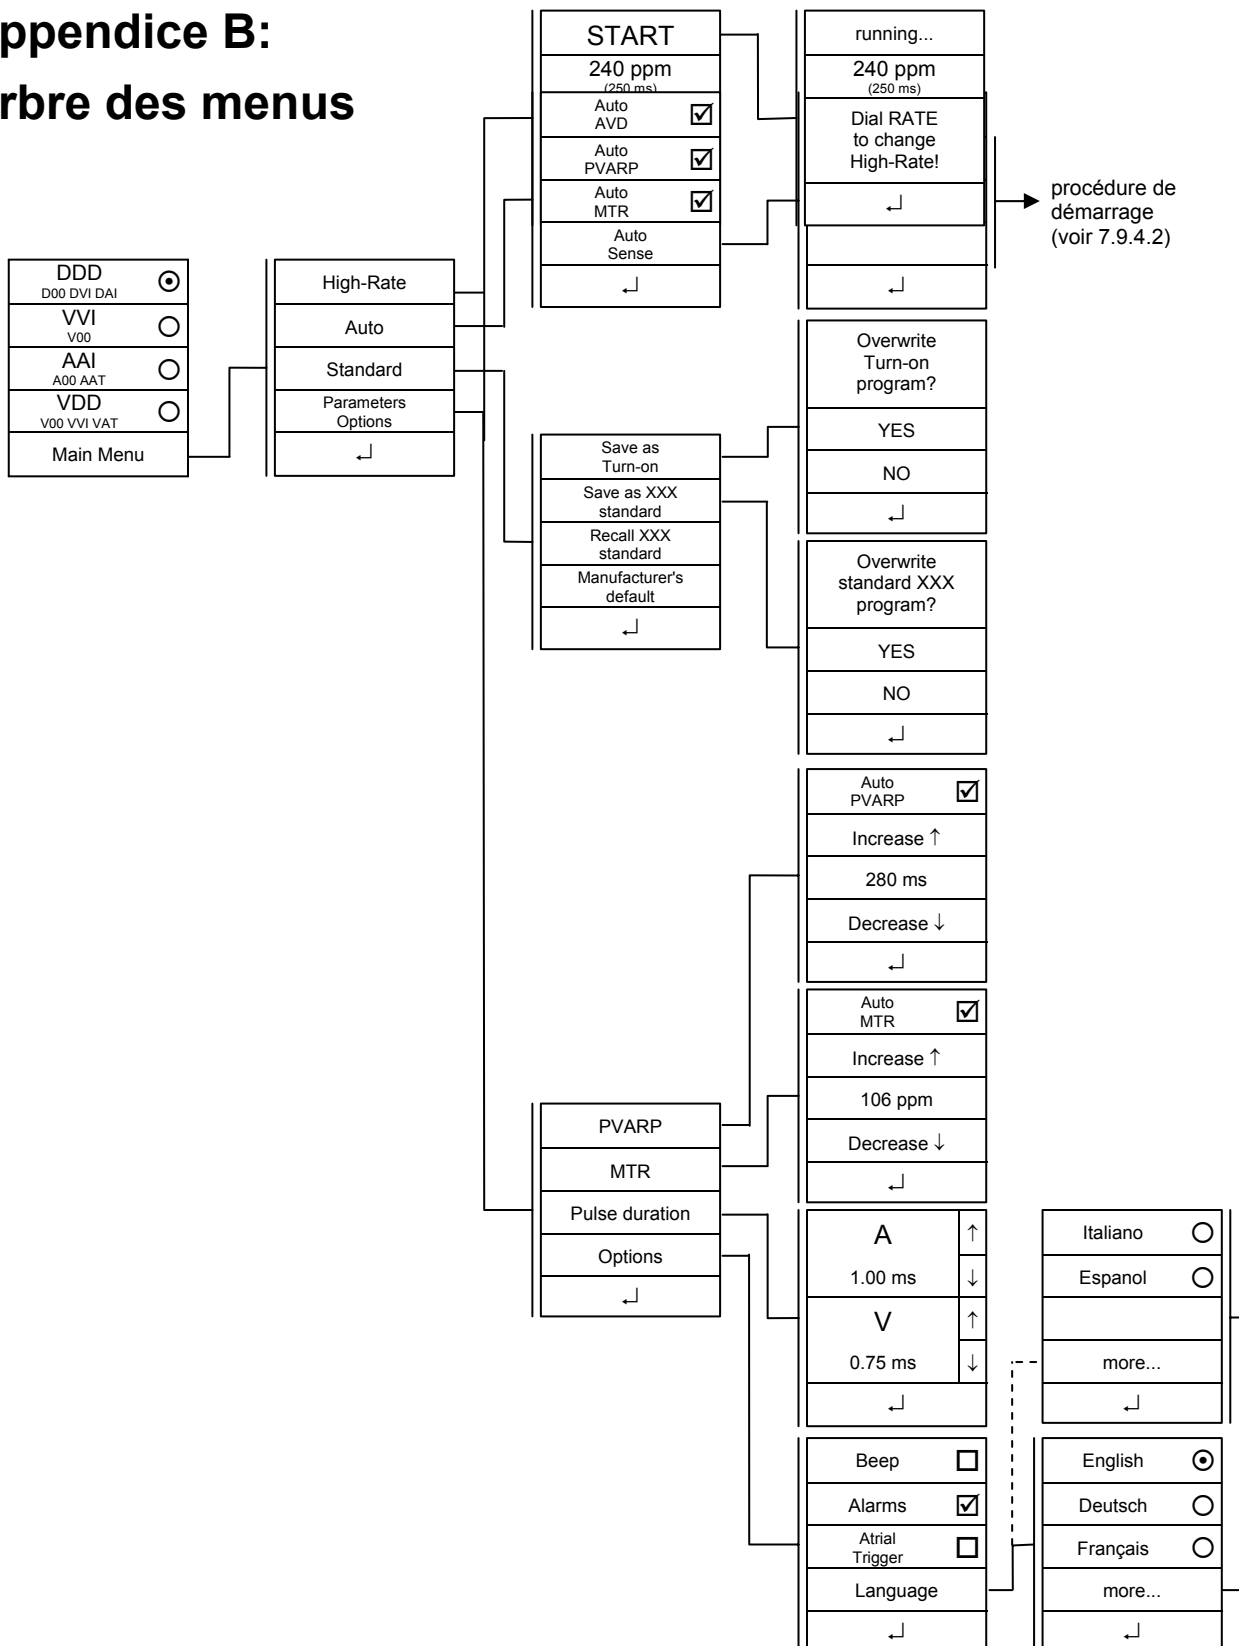 ppendice B:
rbre des menus
DDD
D00 DVI DAI
VVI
V00
AAI
A00 AAT
VDD
V00 VVI VAT
Main Menu
High-Rate
Auto
Standard
Parameters
Options
↵
START
240 ppm
(250 ms)
Auto
AVD
Auto
PVARP
Auto
MTR
Auto
Sense
↵
running...
240 ppm
(250 ms)
Dial RATE
to change
High-Rate!
↵
↵
procédure de
démarrage
(voir 7.9.4.2)
Save as
Turn-on
Save as XXX
standard
Recall XXX
standard
Manufacturer's
default
↵
Overwrite
Turn-on
program?
YES
NO
↵
Overwrite
standard XXX
program?
YES
NO
↵
PVARP
MTR
Pulse duration
Options
↵
Auto
PVARP
Increase ↑
280 ms
Decrease ↓
↵
Auto
MTR
Increase ↑
106 ppm
Decrease ↓
↵
A ↑
1.00 ms ↓
V ↑
0.75 ms ↓
↵
Beep
Alarms
Atrial
Trigger
Language
↵
Italiano
Espanol
more...
↵
English
Deutsch
Français
more...
↵